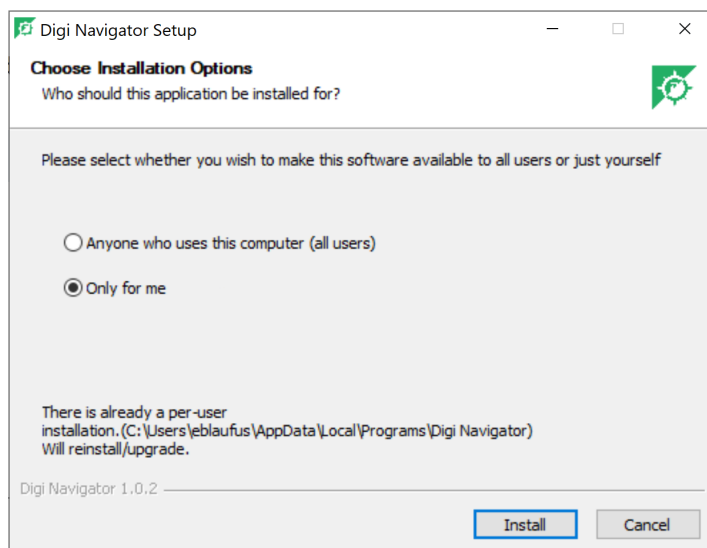 Digi Navigator Setup
Choose Installation Options
Who should this application be installed for?
Please select whether you wish to make this software available to all users or just yourself
Anyone who uses this computer (all users)
Only for me
There is already a per-user
installation.(C:\Users\eblaufus\AppData\Local\Programs\Digi Navigator)
Will reinstall/upgrade.
Digi Navigator 1.0.2
Install Cancel